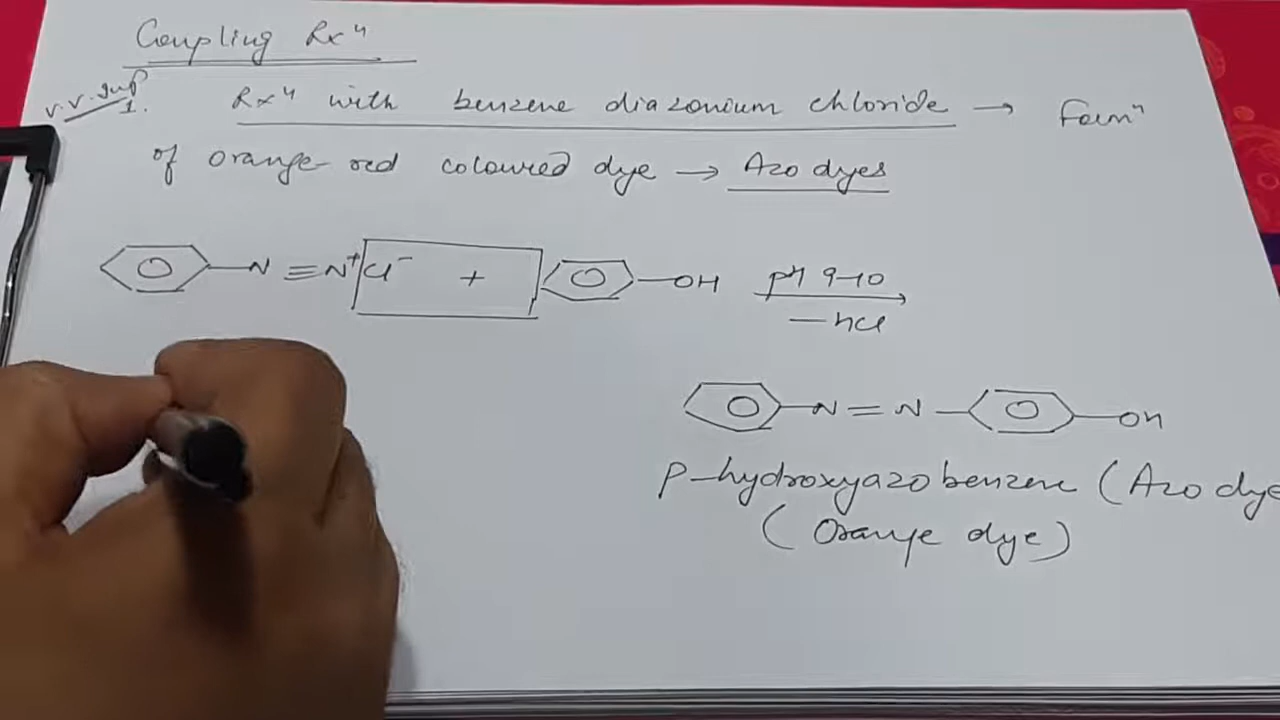 Coupling Rxⁿ
v.v. Imp
1. Rxⁿ with benzene diazonium chloride → Formⁿ
of orange-red coloured dye → Azo dyes
N≡N⁺Cl⁻ + OH pH 9-10
-HCl
N=N OH
p-hydroxyazobenzene (Azo dye
(Orange dye)